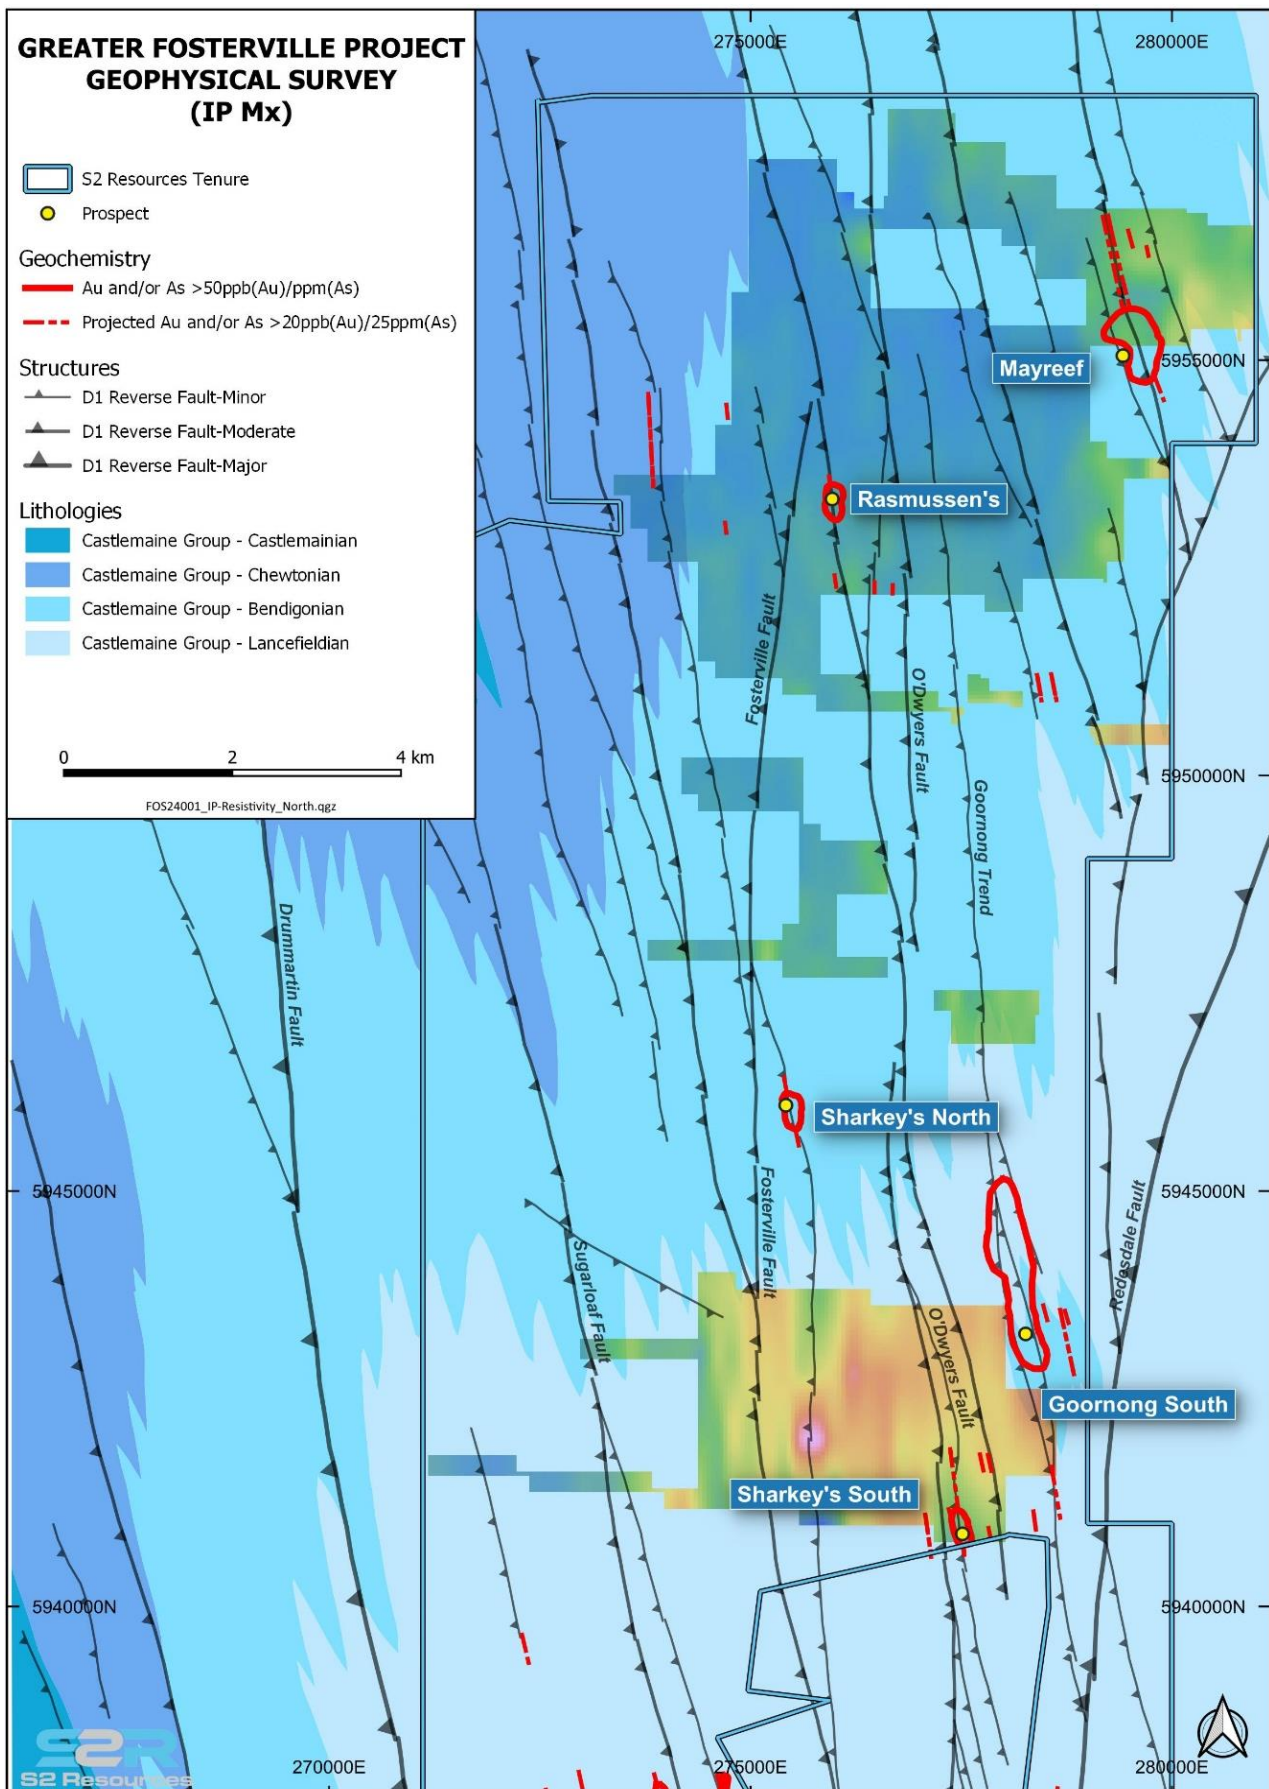 GREATER FOSTERVILLE PROJECT
GEOPHYSICAL SURVEY
(IP Mx)
S2 Resources Tenure
Prospect
Geochemistry
Au and/or As >50ppb(Au)/ppm(As)
Projected Au and/or As >20ppb(Au)/25ppm(As)
Structures
D1 Reverse Fault-Minor
D1 Reverse Fault-Moderate
D1 Reverse Fault-Major
Lithologies
Castlemaine Group - Castlemainian
Castlemaine Group - Chewtonian
Castlemaine Group - Bendigonian
Castlemaine Group - Lancefieldian
0 2 4 km
FOS24001_IP-Resistivity_North.qgz
275000E 280000E
Mayreef
5955000N
Rasmussen's
Fosterville Fault
O'Dwyers Fault
5950000N
Goornong Trend
Drummartin Fault
Sharkey's North
5945000N 5945000N
Fosterville Fault
Redesdale Fault
Sugarloaf Fault
O'Dwyers Fault
Goornong South
Sharkey's South
5940000N 5940000N
S2R
S2 Resources
270000E 275000E 280000E